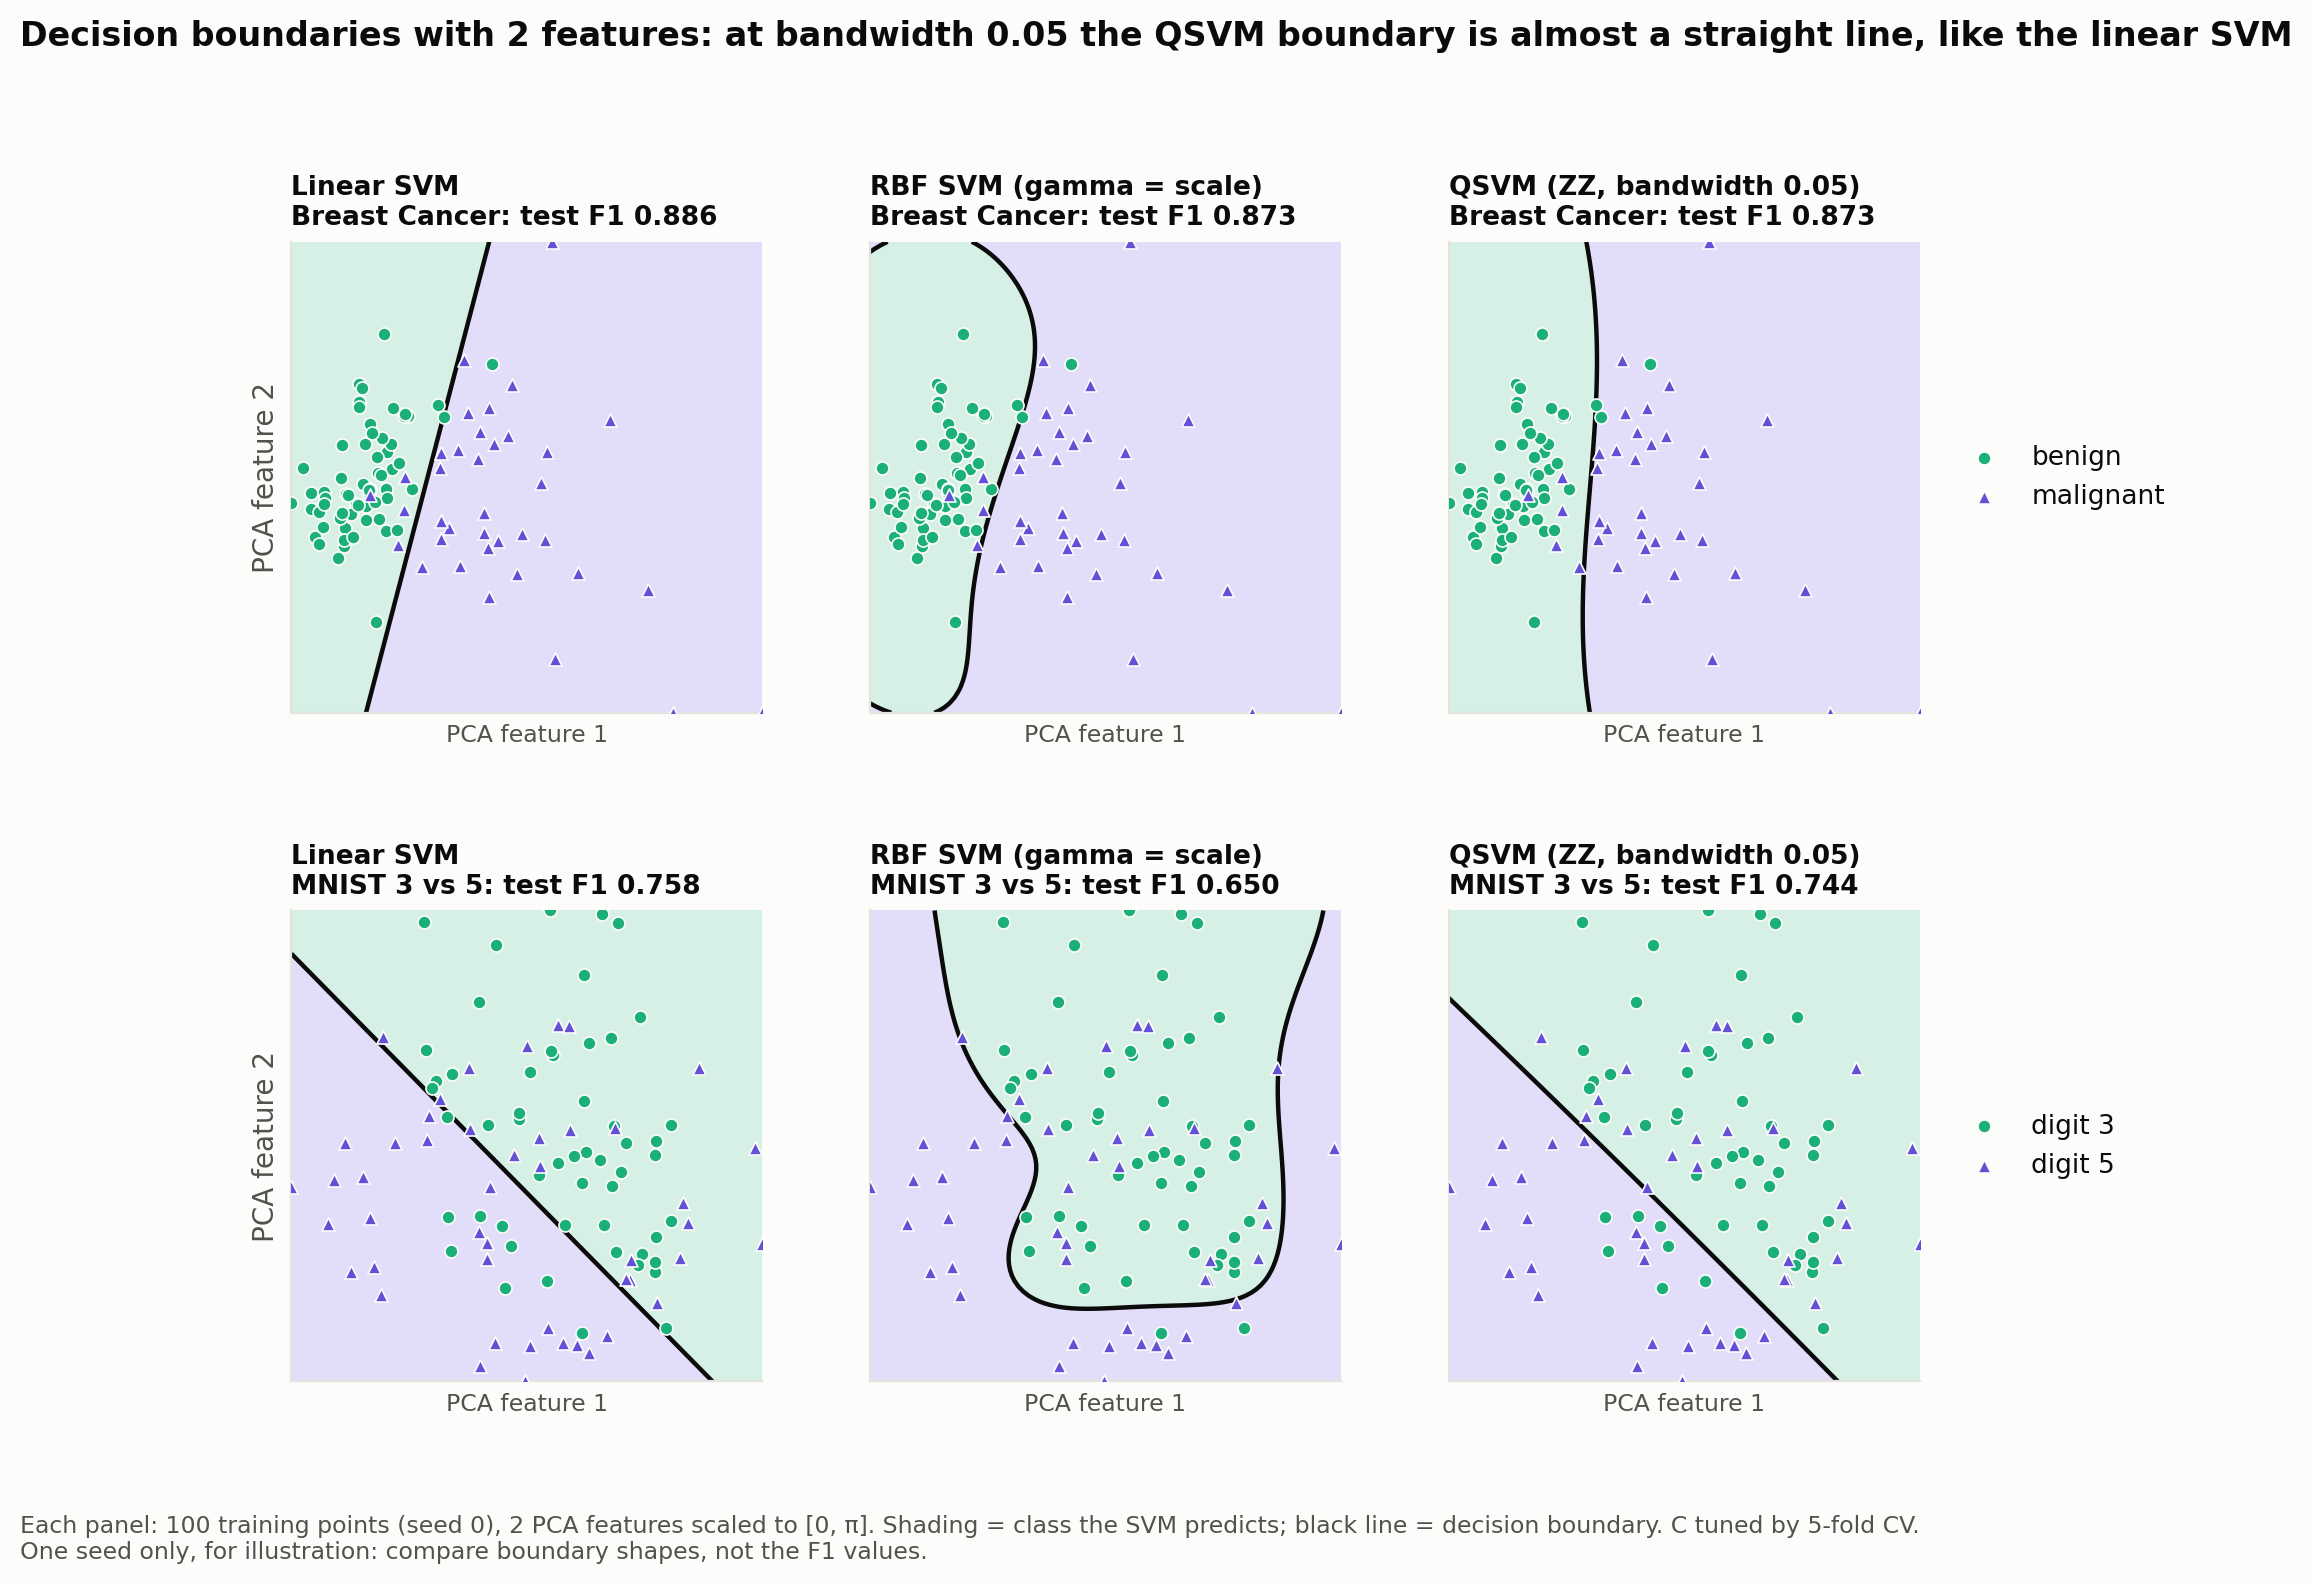 Decision boundaries with 2 features: at bandwidth 0.05 the QSVM boundary is almost a straight line, like the linear SVM
Linear SVM
Breast Cancer: test F1 0.886
RBF SVM (gamma = scale)
Breast Cancer: test F1 0.873
QSVM (ZZ, bandwidth 0.05)
Breast Cancer: test F1 0.873
PCA feature 2
PCA feature 1
PCA feature 1
PCA feature 1
benign
malignant
Linear SVM
MNIST 3 vs 5: test F1 0.758
RBF SVM (gamma = scale)
MNIST 3 vs 5: test F1 0.650
QSVM (ZZ, bandwidth 0.05)
MNIST 3 vs 5: test F1 0.744
PCA feature 2
PCA feature 1
PCA feature 1
PCA feature 1
digit 3
digit 5
Each panel: 100 training points (seed 0), 2 PCA features scaled to [0, π]. Shading = class the SVM predicts; black line = decision boundary. C tuned by 5-fold CV.
One seed only, for illustration: compare boundary shapes, not the F1 values.